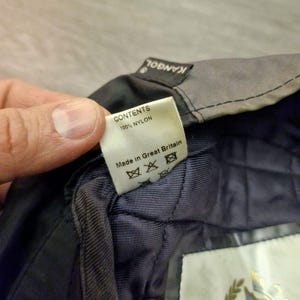 KANGOL
®
CONTENTS
100% NYLON
Made in Great Britain